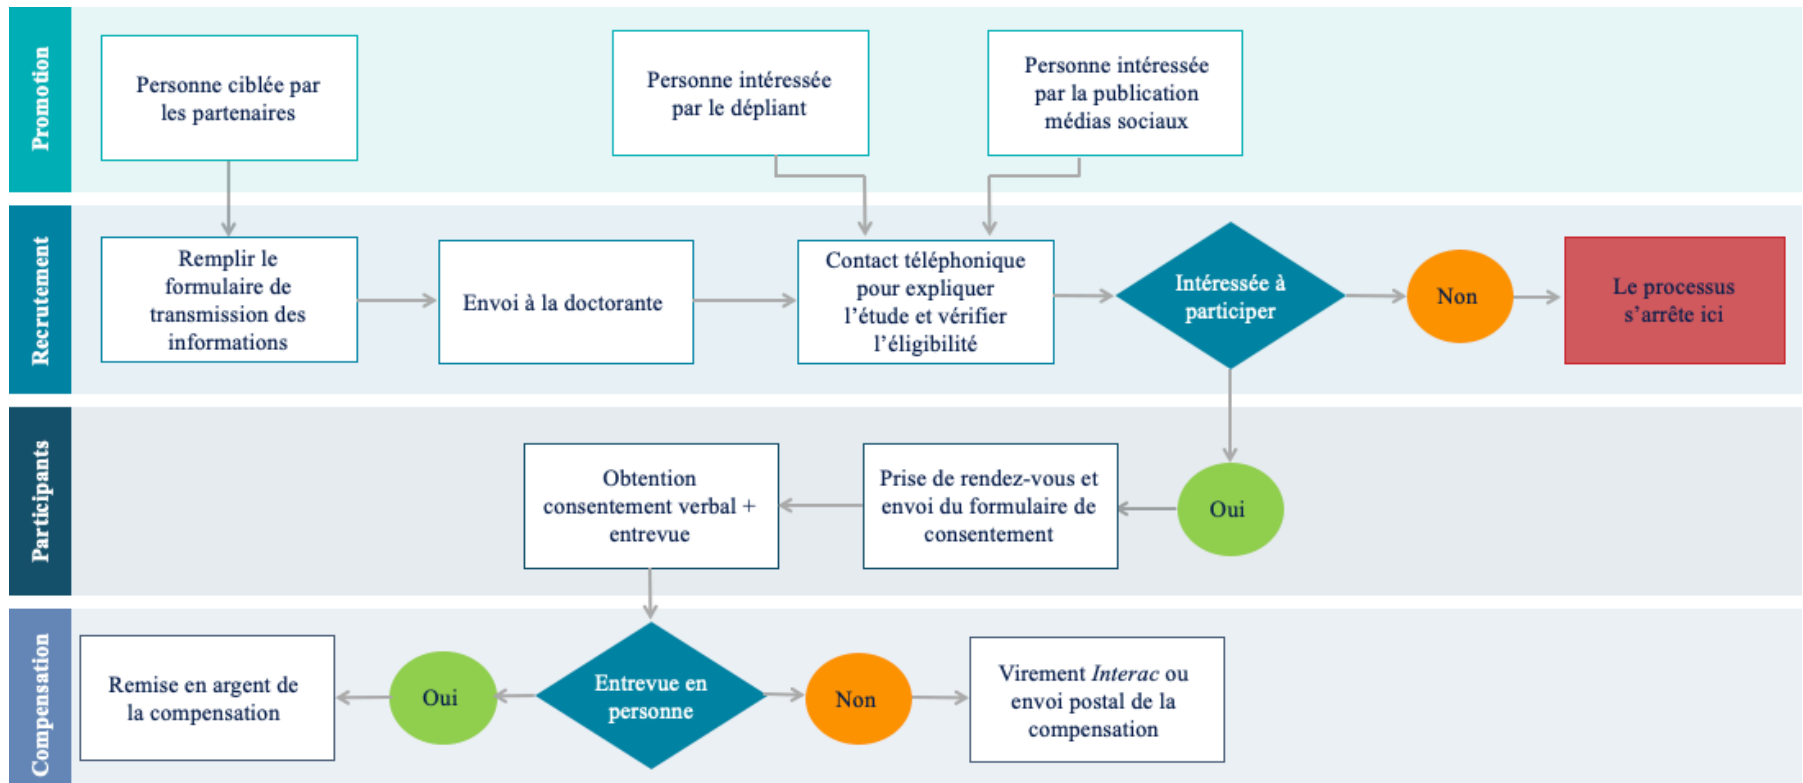 Promotion
Personne ciblée par
les partenaires
Personne intéressée
par le dépliant
Personne intéressée
par la publication
médias sociaux
Recrutement
Remplir le
formulaire de
transmission des
informations
Envoi à la doctorante
Contact téléphonique
pour expliquer
l’étude et vérifier
l’éligibilité
Intéressée à
participer
Non
Le processus
s’arrête ici
Participants
Obtention
consentement verbal +
entrevue
Prise de rendez-vous et
envoi du formulaire de
consentement
Oui
Compensation
Remise en argent de
la compensation
Oui
Entrevue en
personne
Non
Virement Interac ou
envoi postal de la
compensation